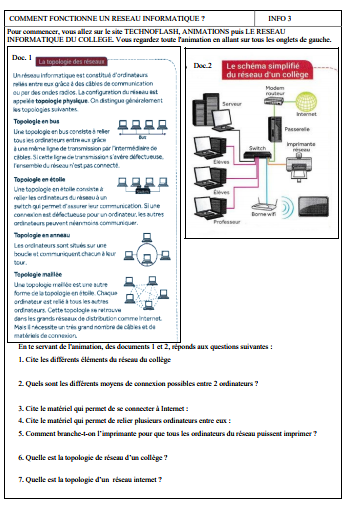 COMMENT FONCTIONNE UN RESEAU INFORMATIQUE ?
INFO 3
Pour commencer, vous allez sur le site TECHNOFLASH, ANIMATIONS puis LE RESEAU
INFORMATIQUE DU COLLEGE. Vous regardez toute l'animation en allant sur tous les onglets de gauche.
Doc. 1
La topologie des réseaux
Un réseau informatique est constitué d'ordinateurs
reliés entre eux grâce à des câbles de communication
ou par des ondes radios. La configuration du réseau est
appelée topologie physique. On distingue généralement
les topologies suivantes.
Topologie en bus
Une topologie en bus consiste à relier
tous les ordinateurs entre eux grâce
à une même ligne de transmission par l'intermédiaire de
câbles. Si cette ligne de transmission s'avère défectueuse,
l'ensemble du réseau n'est pas connecté.
Bus
Topologie en étoile
Une topologie en étoile consiste à
relier les ordinateurs du réseau à un
switch qui permet d'assurer leur communication. Si une
connexion est défectueuse pour un ordinateur, les autres
ordinateurs peuvent néanmoins communiquer.
Topologie en anneau
Les ordinateurs sont situés sur une
boucle et communiquent chacun à leur
tour.
Topologie maillée
Une topologie maillée est une autre
forme de la topologie en étoile. Chaque
ordinateur est relié à tous les autres
ordinateurs. Cette topologie se retrouve
dans les grands réseaux de distribution comme Internet.
Mais il nécessite un très grand nombre de câbles et de
matériels de connexion.
Doc.2
Le schéma simplifié
du réseau d'un collège
Modem
routeur
Internet
Serveur
Passerelle
Imprimante
réseau
Switch
Elèves
Elèves
Professeur
Borne wifi
En te servant de l'animation, des documents 1 et 2, réponds aux questions suivantes :
1. Cite les différents éléments du réseau du collège
2. Quels sont les différents moyens de connexion possibles entre 2 ordinateurs ?
3. Cite le matériel qui permet de se connecter à Internet :
4. Cite le matériel qui permet de relier plusieurs ordinateurs entre eux :
5. Comment branche-t-on l'imprimante pour que tous les ordinateurs du réseau puissent imprimer ?
6. Quelle est la topologie de réseau d'un collège ?
7. Quelle est la topologie d'un réseau internet ?